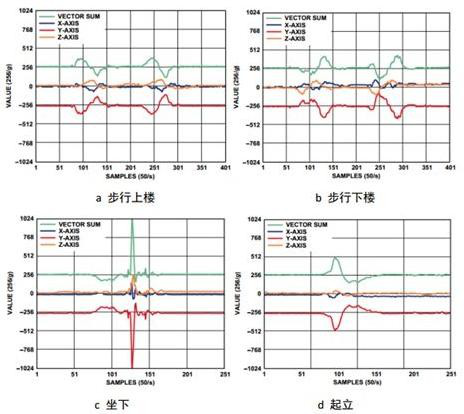 1024
768
512
256
0
-256
-512
-768
-1024
VALUE (256/g)
VECTOR SUM
X-AXIS
Y-AXIS
Z-AXIS
1 51 101 151 201 251 301 351 401
SAMPLES (50/s)
a 步行上楼
1024
768
512
256
0
-256
-512
-768
-1024
VALUE (256/g)
VECTOR SUM
X-AXIS
Y-AXIS
Z-AXIS
1 51 101 151 201 251 301 351 401
SAMPLES (50/s)
b 步行下楼
1024
768
512
256
0
-256
-512
-768
-1024
VALUE (256/g)
VECTOR SUM
X-AXIS
Y-AXIS
Z-AXIS
1 51 101 151 201 251
SAMPLES (50/s)
c 坐下
1024
768
512
256
0
-256
-512
-768
-1024
VALUE (256/g)
VECTOR SUM
X-AXIS
Y-AXIS
Z-AXIS
1 51 101 151 201 251
SAMPLES (50/s)
d 起立